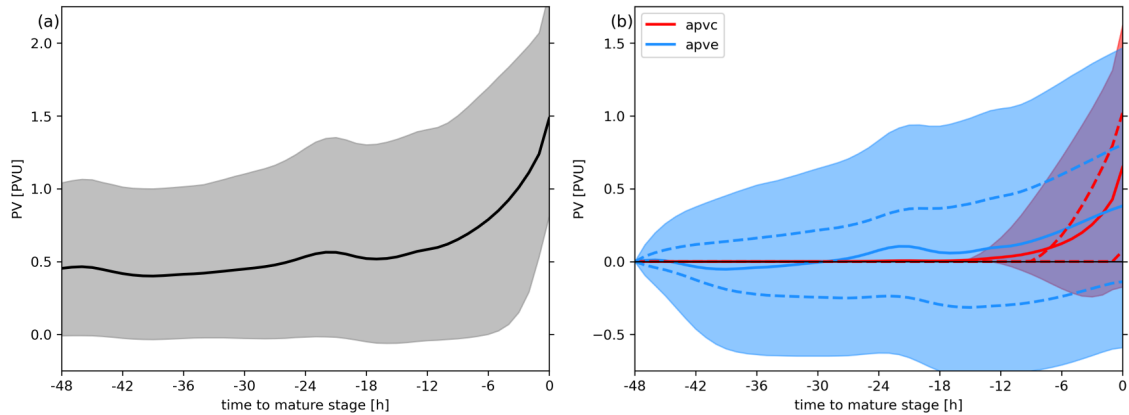 (a)
2.0
1.5
1.0
0.5
0.0
PV [PVU]
-48 -42 -36 -30 -24 -18 -12 -6 0
time to mature stage [h]
(b)
apvc
apve
1.5
1.0
0.5
0.0
−0.5
PV [PVU]
-48 -42 -36 -30 -24 -18 -12 -6 0
time to mature stage [h]